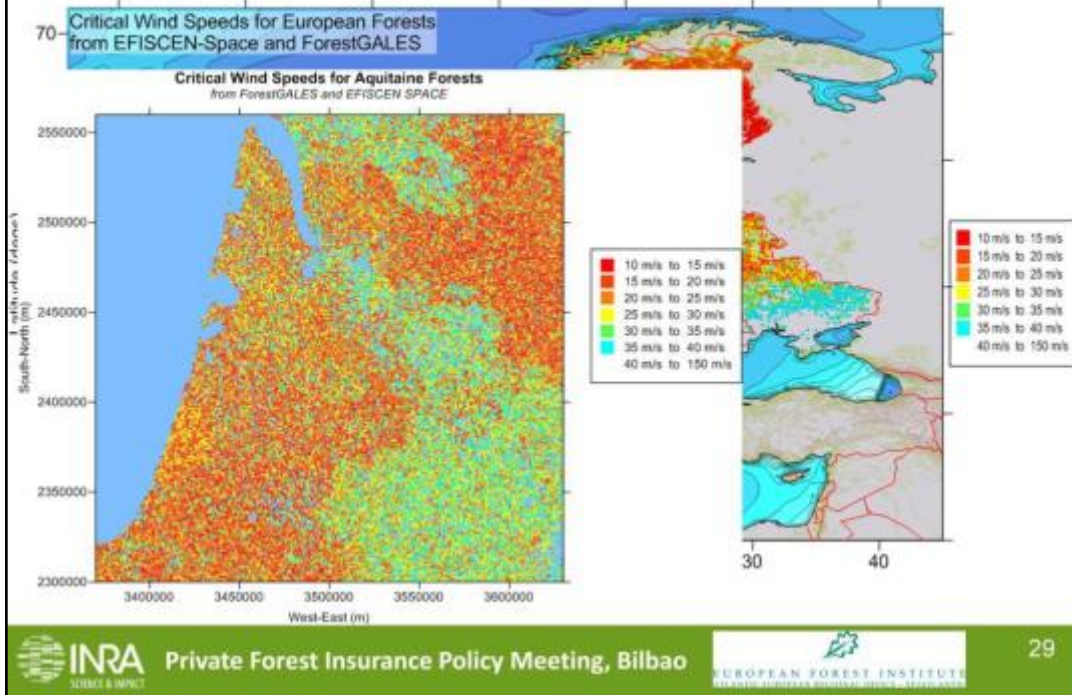 Critical Wind Speeds for European Forests
from EFISCEN-Space and ForestGALES
70
Critical Wind Speeds for Aquitaine Forests
from ForestGALES and EFISCEN SPACE
2550000
2500000
2450000
2400000
2350000
2300000
South-North (m)
3400000 3450000 3500000 3550000 3600000
West-East (m)
10 m/s to 15 m/s
15 m/s to 20 m/s
20 m/s to 25 m/s
25 m/s to 30 m/s
30 m/s to 35 m/s
35 m/s to 40 m/s
40 m/s to 150 m/s
10 m/s to 15 m/s
15 m/s to 20 m/s
20 m/s to 25 m/s
25 m/s to 30 m/s
30 m/s to 35 m/s
35 m/s to 40 m/s
40 m/s to 150 m/s
30 40
INRA
SCIENCE & IMPACT
Private Forest Insurance Policy Meeting, Bilbao
EUROPEAN FOREST INSTITUTE
29